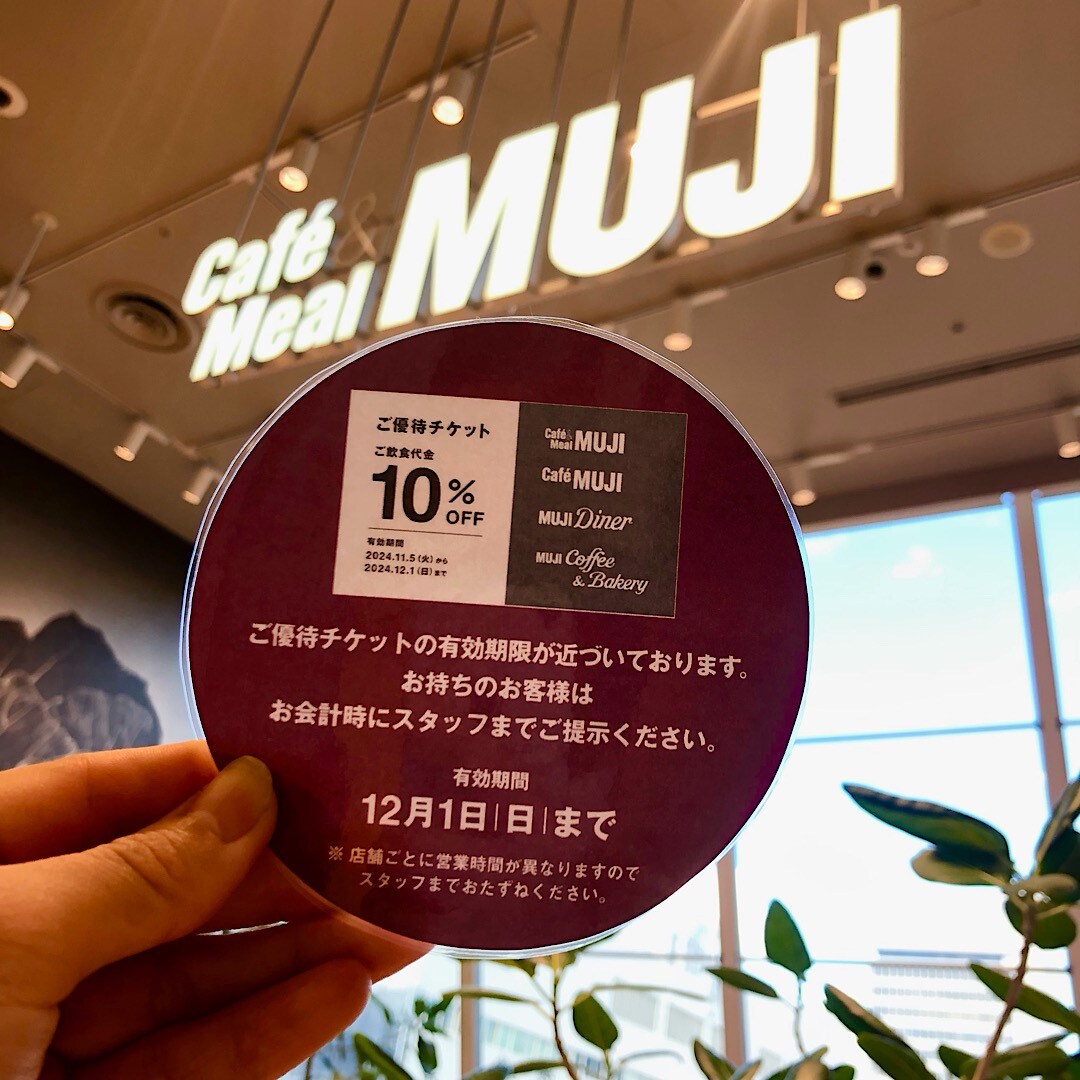 Café &
Meal MUJI
ご優待チケット
ご飲食代金
10%
OFF
有効期間
2024.11.5(火)から
2024.12.1(日)まで
Café &
Meal MUJI
Café MUJI
MUJI Diner
MUJI Coffee
& Bakery
ご優待チケットの有効期限が近づいております。
お持ちのお客様は
お会計時にスタッフまでご提示ください。
有効期間
12月1日|日|まで
※ 店舗ごとに営業時間が異なりますので
スタッフまでおたずねください。